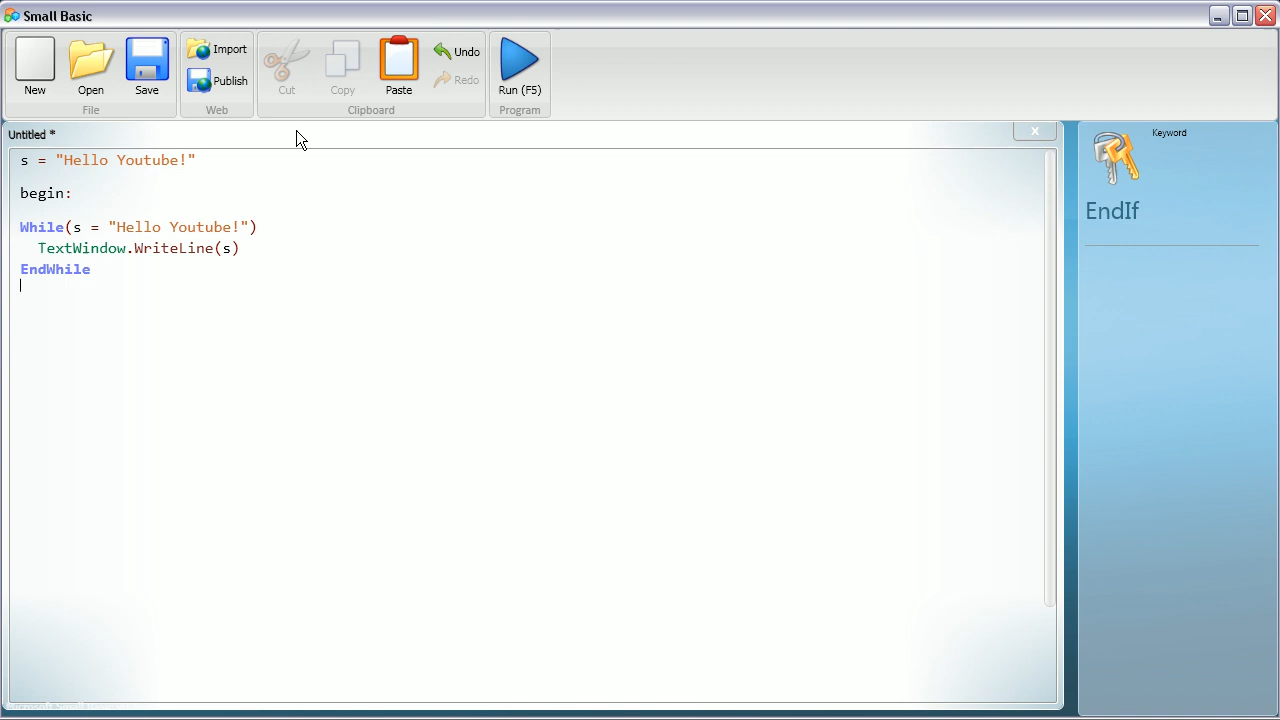 Small Basic
New
Open
Save
Import
Publish
Cut
Copy
Paste
Undo
Redo
Run (F5)
File
Web
Clipboard
Program
Untitled *
x
s = "Hello Youtube!"
begin:
While(s = "Hello Youtube!")
TextWindow.WriteLine(s)
EndWhile
Keyword
EndIf